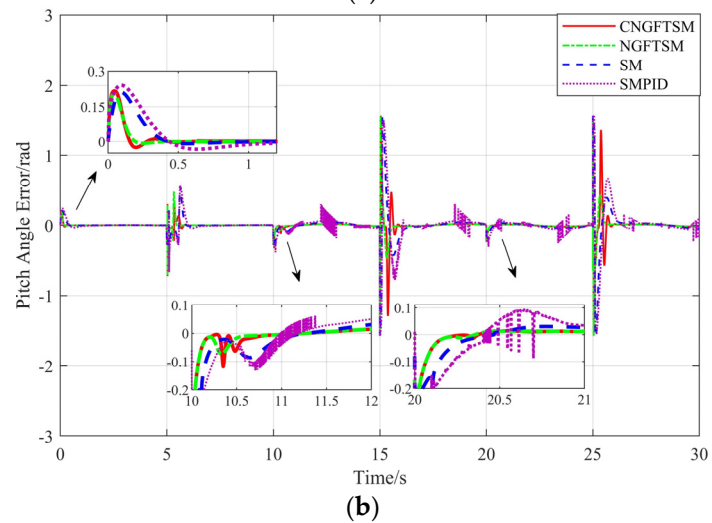 3
2
1
0
-1
-2
-3
Pitch Angle Error/rad
CNGFTSM
NGFTSM
SM
SMPID
0.3
0.15
0
0 0.5 1
0.1
0
-0.1
-0.2
10 10.5 11 11.5 12
0.1
0
-0.1
-0.2
20 20.5 21
0 5 10 15 20 25 30
Time/s
(b)